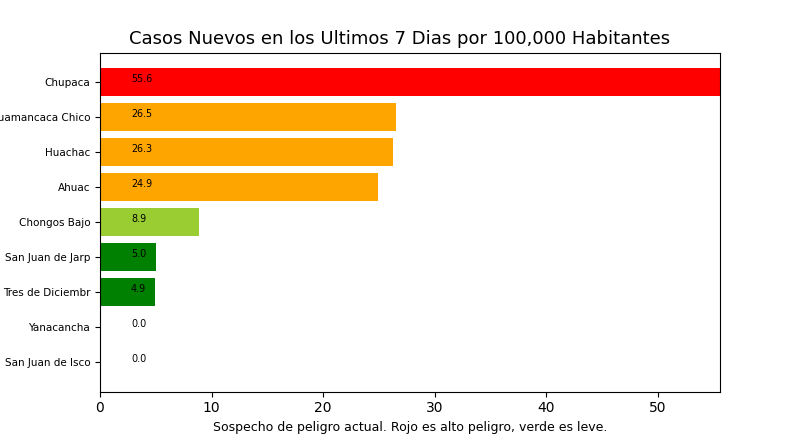 Casos Nuevos en los Ultimos 7 Dias por 100,000 Habitantes
Chupaca 55.6
uamancaca Chico 26.5
Huachac 26.3
Ahuac 24.9
Chongos Bajo 8.9
San Juan de Jarp 5.0
Tres de Diciembr 4.9
Yanacancha 0.0
San Juan de Isco 0.0
0 10 20 30 40 50
Sospecho de peligro actual. Rojo es alto peligro, verde es leve.